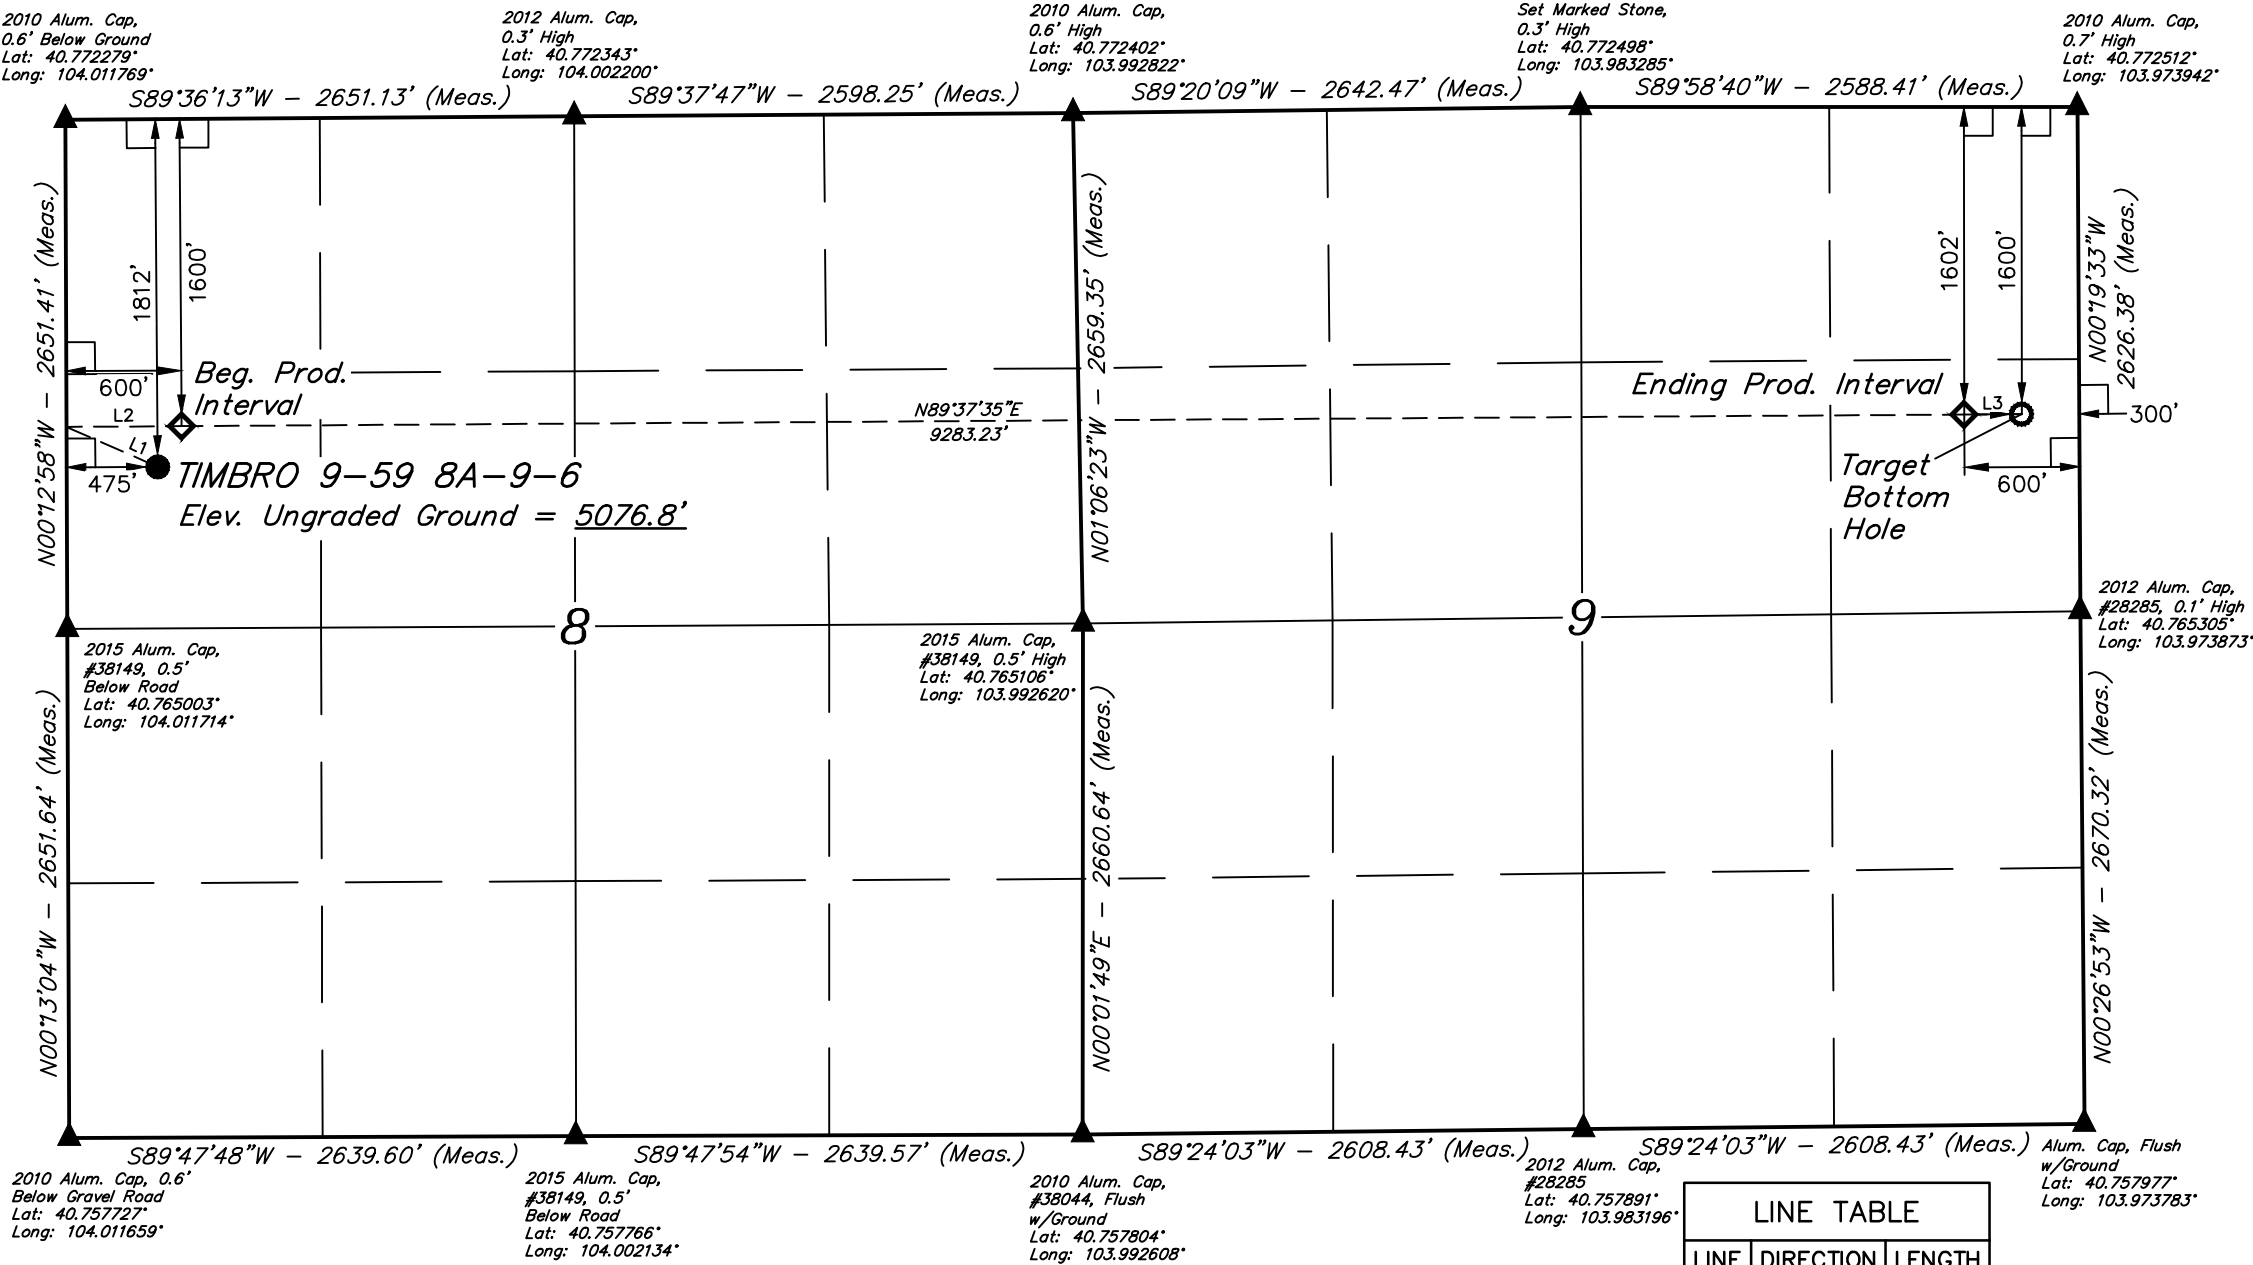 2010 Alum. Cap,
0.6' Below Ground
Lat: 40.772279°
Long: 104.011769°
2012 Alum. Cap,
0.3' High
Lat: 40.772343°
Long: 104.002200°
2010 Alum. Cap,
0.6' High
Lat: 40.772402°
Long: 103.992822°
Set Marked Stone,
0.3' High
Lat: 40.772498°
Long: 103.983285°
2010 Alum. Cap,
0.7' High
Lat: 40.772512°
Long: 103.973942°
S89°36'13"W - 2651.13' (Meas.)
S89°37'47"W - 2598.25' (Meas.)
S89°20'09"W - 2642.47' (Meas.)
S89°58'40"W - 2588.41' (Meas.)
N00°12'58"W - 2651.41' (Meas.)
1812'
1600'
N01°06'23"W - 2659.35' (Meas.)
1602'
1600'
N00°19'33"W
2626.38' (Meas.)
600'
Beg. Prod.
Interval
L2
L1
475'
TIMBRO 9-59 8A-9-6
Elev. Ungraded Ground = 5076.8'
N89°37'35"E
9283.23'
Ending Prod. Interval
L3
300'
Target
Bottom
Hole
600'
8
9
2015 Alum. Cap,
#38149, 0.5'
Below Road
Lat: 40.765003°
Long: 104.011714°
2015 Alum. Cap,
#38149, 0.5' High
Lat: 40.765106°
Long: 103.992620°
2012 Alum. Cap,
#28285, 0.1' High
Lat: 40.765305°
Long: 103.973873°
N00°13'04"W - 2651.64' (Meas.)
N00°01'49"E - 2660.64' (Meas.)
N00°26'53"W - 2670.32' (Meas.)
S89°47'48"W - 2639.60' (Meas.)
S89°47'54"W - 2639.57' (Meas.)
S89°24'03"W - 2608.43' (Meas.)
S89°24'03"W - 2608.43' (Meas.)
2010 Alum. Cap, 0.6'
Below Gravel Road
Lat: 40.757727°
Long: 104.011659°
2015 Alum. Cap,
#38149, 0.5'
Below Road
Lat: 40.757766°
Long: 104.002134°
2010 Alum. Cap,
#38044, Flush
w/Ground
Lat: 40.757804°
Long: 103.992608°
2012 Alum. Cap,
#28285
Lat: 40.757891°
Long: 103.983196°
Alum. Cap, Flush
w/Ground
Lat: 40.757977°
Long: 103.973783°
LINE TABLE
LINE DIRECTION LENGTH